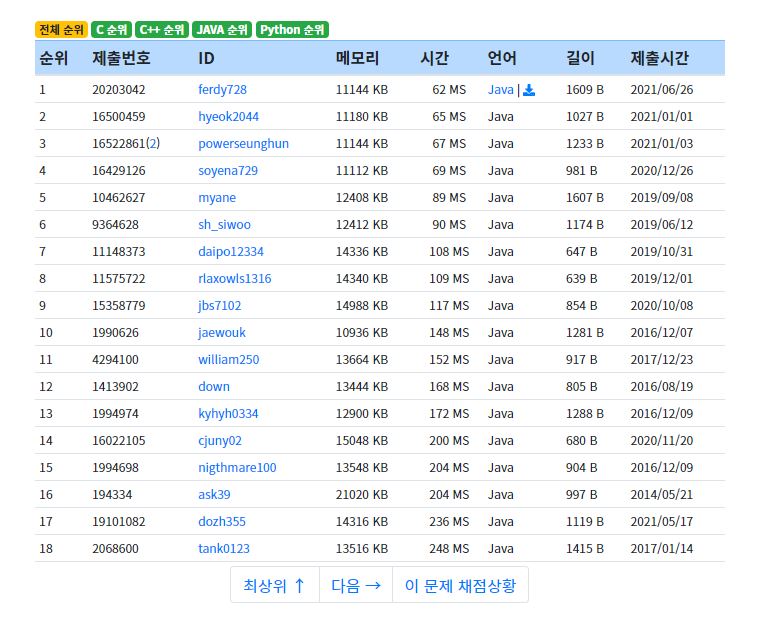 전체 순위 C 순위 C++ 순위 JAVA 순위 Python 순위
순위 제출번호 ID 메모리 시간 언어 길이 제출시간
1 20203042 ferdy728 11144 KB 62 MS Java | 1609 B 2021/06/26
2 16500459 hyeok2044 11180 KB 65 MS Java 1027 B 2021/01/01
3 16522861(2) powerseunghun 11144 KB 67 MS Java 1233 B 2021/01/03
4 16429126 soyena729 11112 KB 69 MS Java 981 B 2020/12/26
5 10462627 myane 12408 KB 89 MS Java 1607 B 2019/09/08
6 9364628 sh_siwoo 12412 KB 90 MS Java 1174 B 2019/06/12
7 11148373 daipo12334 14336 KB 108 MS Java 647 B 2019/10/31
8 11575722 rlaxowls1316 14340 KB 109 MS Java 639 B 2019/12/01
9 15358779 jbs7102 14988 KB 117 MS Java 854 B 2020/10/08
10 1990626 jaewouk 10936 KB 148 MS Java 1281 B 2016/12/07
11 4294100 william250 13664 KB 152 MS Java 917 B 2017/12/23
12 1413902 down 13444 KB 168 MS Java 805 B 2016/08/19
13 1994974 kyhyh0334 12900 KB 172 MS Java 1288 B 2016/12/09
14 16022105 cjuny02 15048 KB 200 MS Java 680 B 2020/11/20
15 1994698 nigthmare100 13548 KB 204 MS Java 904 B 2016/12/09
16 194334 ask39 21020 KB 204 MS Java 997 B 2014/05/21
17 19101082 dozh355 14316 KB 236 MS Java 1119 B 2021/05/17
18 2068600 tank0123 13516 KB 248 MS Java 1415 B 2017/01/14
최상위 ↑ 다음 → 이 문제 채점상황